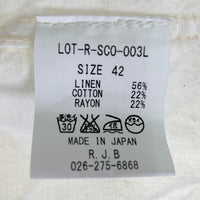 LOT-R-SCO-003L
SIZE 42
LINEN 56%
COTTON 22%
RAYON 22%
30
MADE IN JAPAN
R.J.B
026-275-6868